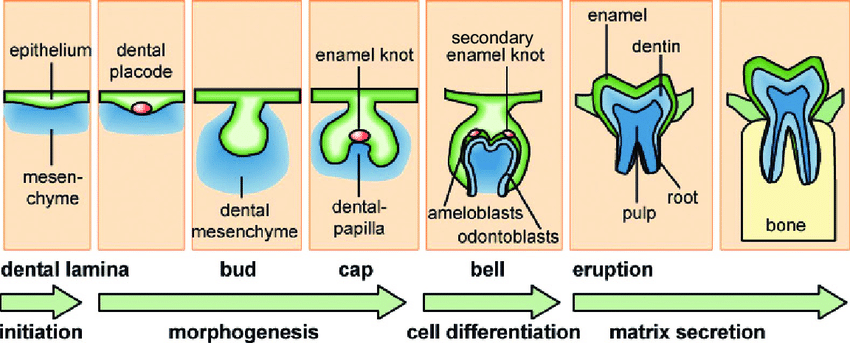 epithelium
mesen-
chyme
dental
placode
dental
mesenchyme
enamel knot
dental-
papilla
secondary
enamel knot
ameloblasts
odontoblasts
enamel
dentin
pulp
root
bone
dental lamina
bud
cap
bell
eruption
initiation
morphogenesis
cell differentiation
matrix secretion